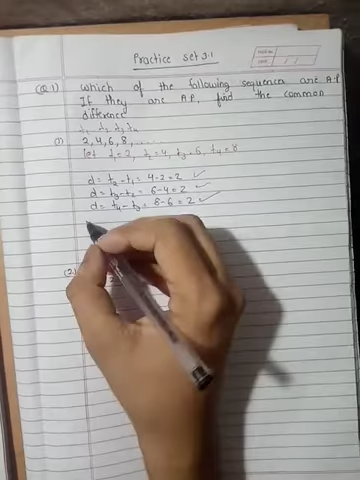 Practice set 3.1
(Q.1) which of the following sequences are A.P
If they are A.P, find the common
difference
t₁ t₂ t₃ t₄
(1) 2, 4, 6, 8, .....
let t₁ = 2, t₂ = 4, t₃ = 6, t₄ = 8
d = t₂ - t₁ = 4 - 2 = 2 ✓
d = t₃ - t₂ = 6 - 4 = 2 ✓
d = t₄ - t₃ = 8 - 6 = 2 ✓
(2)